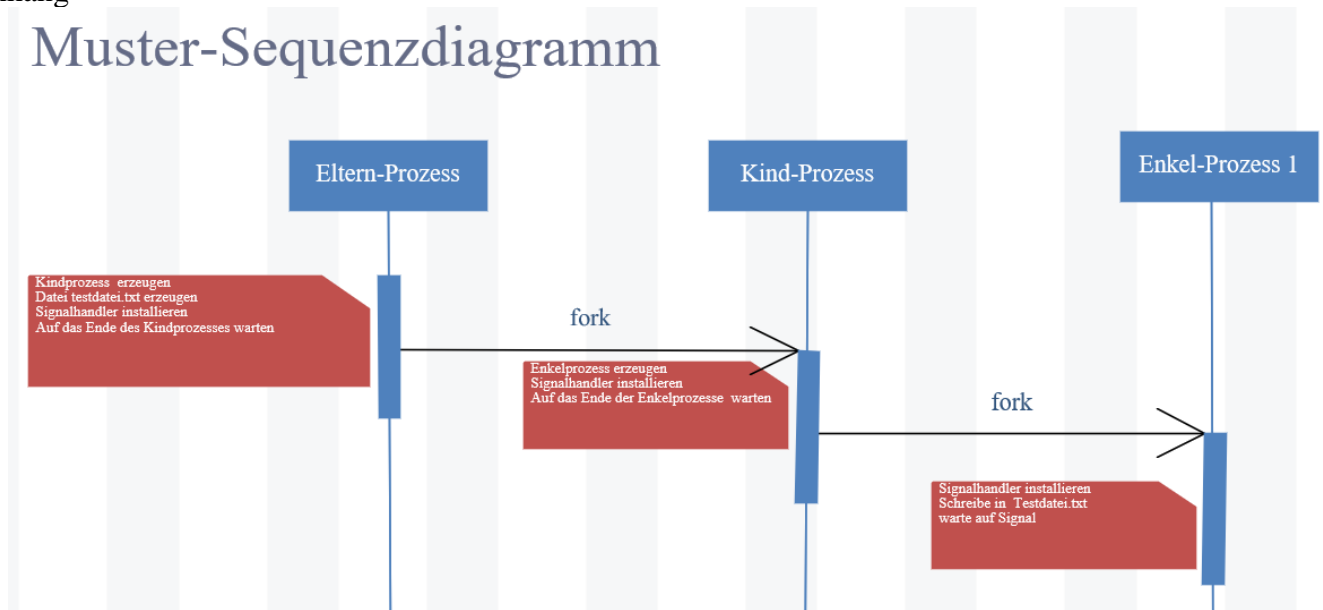 Muster-Sequenzdiagramm
Eltern-Prozess
Kind-Prozess
Enkel-Prozess 1
Kindprozess erzeugen
Datei testdatei.txt erzeugen
Signalhandler installieren
Auf das Ende des Kindprozesses warten
fork
Enkelprozess erzeugen
Signalhandler installieren
Auf das Ende der Enkelprozesse warten
fork
Signalhandler installieren
Schreibe in Testdatei.txt
warte auf Signal